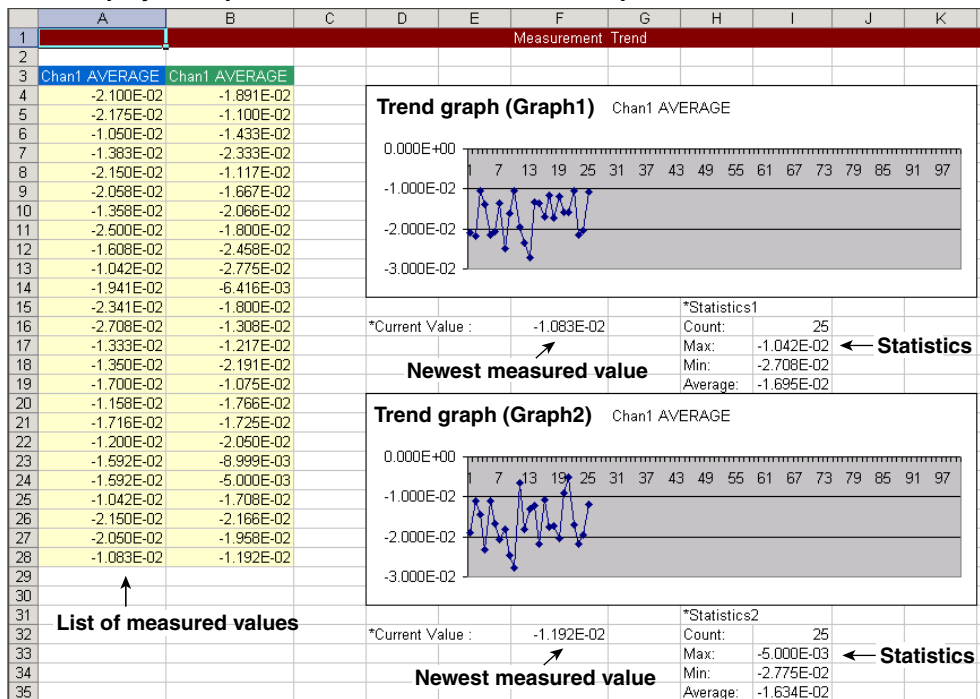 A B C D E F G H I J K
1 Measurement Trend
2
3 Chan1 AVERAGE Chan1 AVERAGE
4 -2.100E-02 -1.891E-02
5 -2.175E-02 -1.100E-02
6 -1.050E-02 -1.433E-02
7 -1.383E-02 -2.333E-02
8 -2.150E-02 -1.117E-02
9 -2.058E-02 -1.667E-02
10 -1.358E-02 -2.066E-02
11 -2.500E-02 -1.800E-02
12 -1.608E-02 -2.458E-02
13 -1.042E-02 -2.775E-02
14 -1.941E-02 -6.416E-03
15 -2.341E-02 -1.800E-02
16 -2.708E-02 -1.308E-02
17 -1.333E-02 -1.217E-02
18 -1.350E-02 -2.191E-02
19 -1.700E-02 -1.075E-02
20 -1.158E-02 -1.766E-02
21 -1.716E-02 -1.725E-02
22 -1.200E-02 -2.050E-02
23 -1.592E-02 -8.999E-03
24 -1.592E-02 -5.000E-03
25 -1.042E-02 -1.708E-02
26 -2.150E-02 -2.166E-02
27 -2.050E-02 -1.958E-02
28 -1.083E-02 -1.192E-02
29
30
31
32
33
34
35
List of measured values
Trend graph (Graph1) Chan1 AVERAGE
0.000E+00
1 7 13 19 25 31 37 43 49 55 61 67 73 79 85 91 97
-1.000E-02
-2.000E-02
-3.000E-02
*Statistics1
*Current Value : -1.083E-02 Count: 25
Max: -1.042E-02 Statistics
Newest measured value Min: -2.708E-02
Average: -1.695E-02
Trend graph (Graph2) Chan1 AVERAGE
0.000E+00
1 7 13 19 25 31 37 43 49 55 61 67 73 79 85 91 97
-1.000E-02
-2.000E-02
-3.000E-02
*Statistics2
*Current Value : -1.192E-02 Count: 25
Max: -5.000E-03 Statistics
Newest measured value Min: -2.775E-02
Average: -1.634E-02